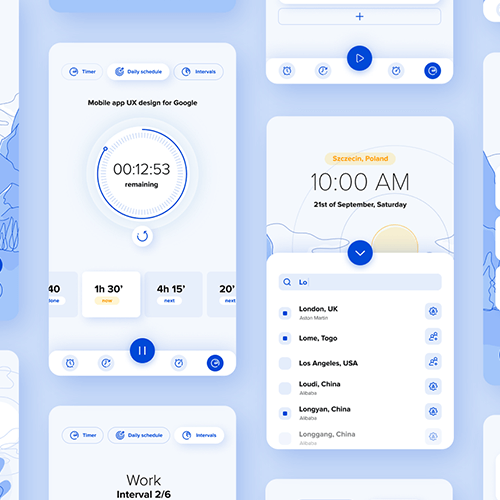 Timer
Daily schedule
Intervals
Mobile app UX design for Google
00:12:53
remaining
40
1h 30’
now
4h 15’
next
20’
next
Timer
Daily schedule
Intervals
Work
Interval 2/6
+
Szczecin, Poland
10:00 AM
21st of September, Saturday
Lo
London, UK
Aston Martin
Lome, Togo
Los Angeles, USA
Loudi, China
Alibaba
Longyan, China
Alibaba
Longgang, China
Alibaba